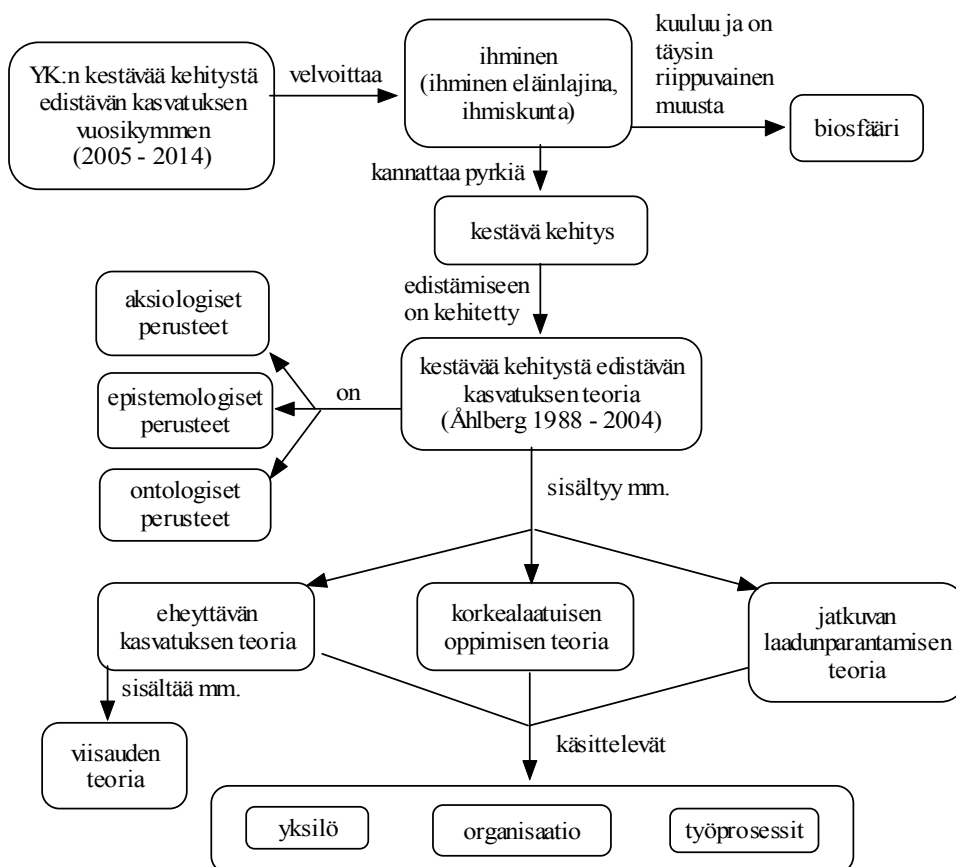 YK:n kestävää kehitystä
edistävän kasvatuksen
vuosikymmen
(2005 - 2014)
velvoittaa
ihminen
(ihminen eläinlajina,
ihmiskunta)
kuuluu ja on
täysin
riippuvainen
muusta
biosfääri
kannattaa pyrkiä
kestävä kehitys
edistämiseen
on kehitetty
kestävää kehitystä edistävän
kasvatuksen teoria
(Åhlberg 1988 - 2004)
on
aksiologiset
perusteet
epistemologiset
perusteet
ontologiset
perusteet
sisältyy mm.
eheyttävän
kasvatuksen teoria
korkealaatuisen
oppimisen teoria
jatkuvan
laadunparantamisen
teoria
sisältää mm.
viisauden
teoria
käsittelevät
yksilö
organisaatio
työprosessit